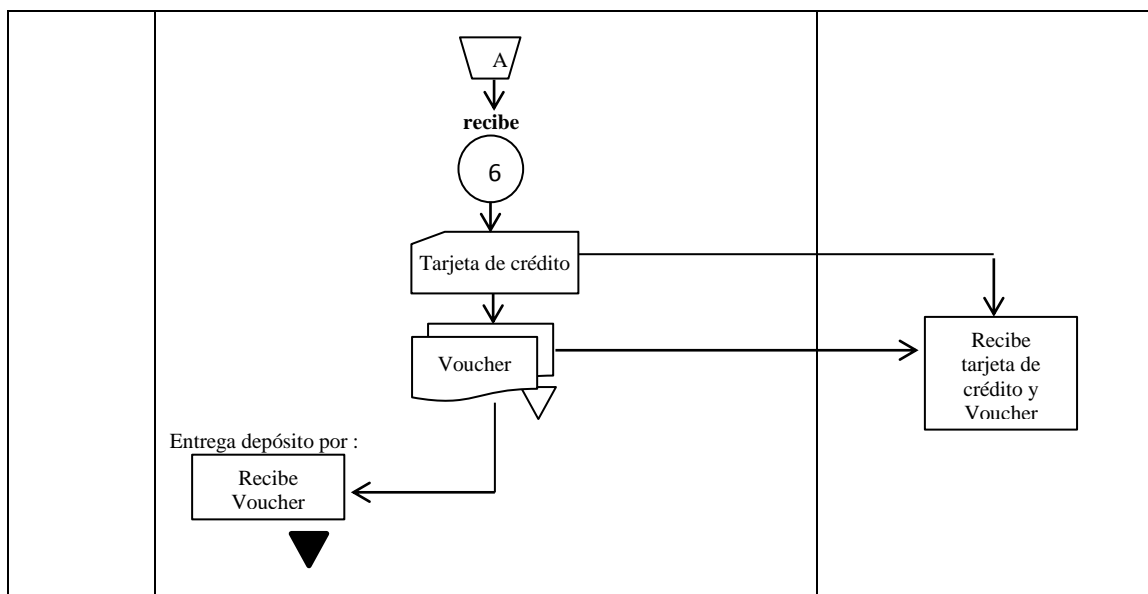 A
recibe
6
Tarjeta de crédito
Voucher
Recibe
tarjeta de
crédito y
Voucher
Entrega depósito por :
Recibe
Voucher